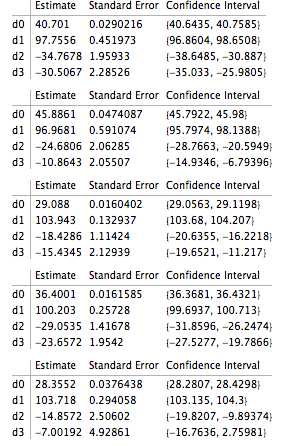 Estimate Standard Error Confidence Interval
d0 40.701 0.0290216 {40.6435, 40.7585}
d1 97.7556 0.451973 {96.8604, 98.6508}
d2 −34.7678 1.95933 {−38.6485, −30.887}
d3 −30.5067 2.28526 {−35.033, −25.9805}
Estimate Standard Error Confidence Interval
d0 45.8861 0.0474087 {45.7922, 45.98}
d1 96.9681 0.591074 {95.7974, 98.1388}
d2 −24.6806 2.06285 {−28.7663, −20.5949}
d3 −10.8643 2.05507 {−14.9346, −6.79396}
Estimate Standard Error Confidence Interval
d0 29.088 0.0160402 {29.0563, 29.1198}
d1 103.943 0.132937 {103.68, 104.207}
d2 −18.4286 1.11424 {−20.6355, −16.2218}
d3 −15.4345 2.12939 {−19.6521, −11.217}
Estimate Standard Error Confidence Interval
d0 36.4001 0.0161585 {36.3681, 36.4321}
d1 100.203 0.25728 {99.6937, 100.713}
d2 −29.0535 1.41678 {−31.8596, −26.2474}
d3 −23.6572 1.9542 {−27.5277, −19.7866}
Estimate Standard Error Confidence Interval
d0 28.3552 0.0376438 {28.2807, 28.4298}
d1 103.718 0.294058 {103.135, 104.3}
d2 −14.8572 2.50602 {−19.8207, −9.89374}
d3 −7.00192 4.92861 {−16.7636, 2.75981}